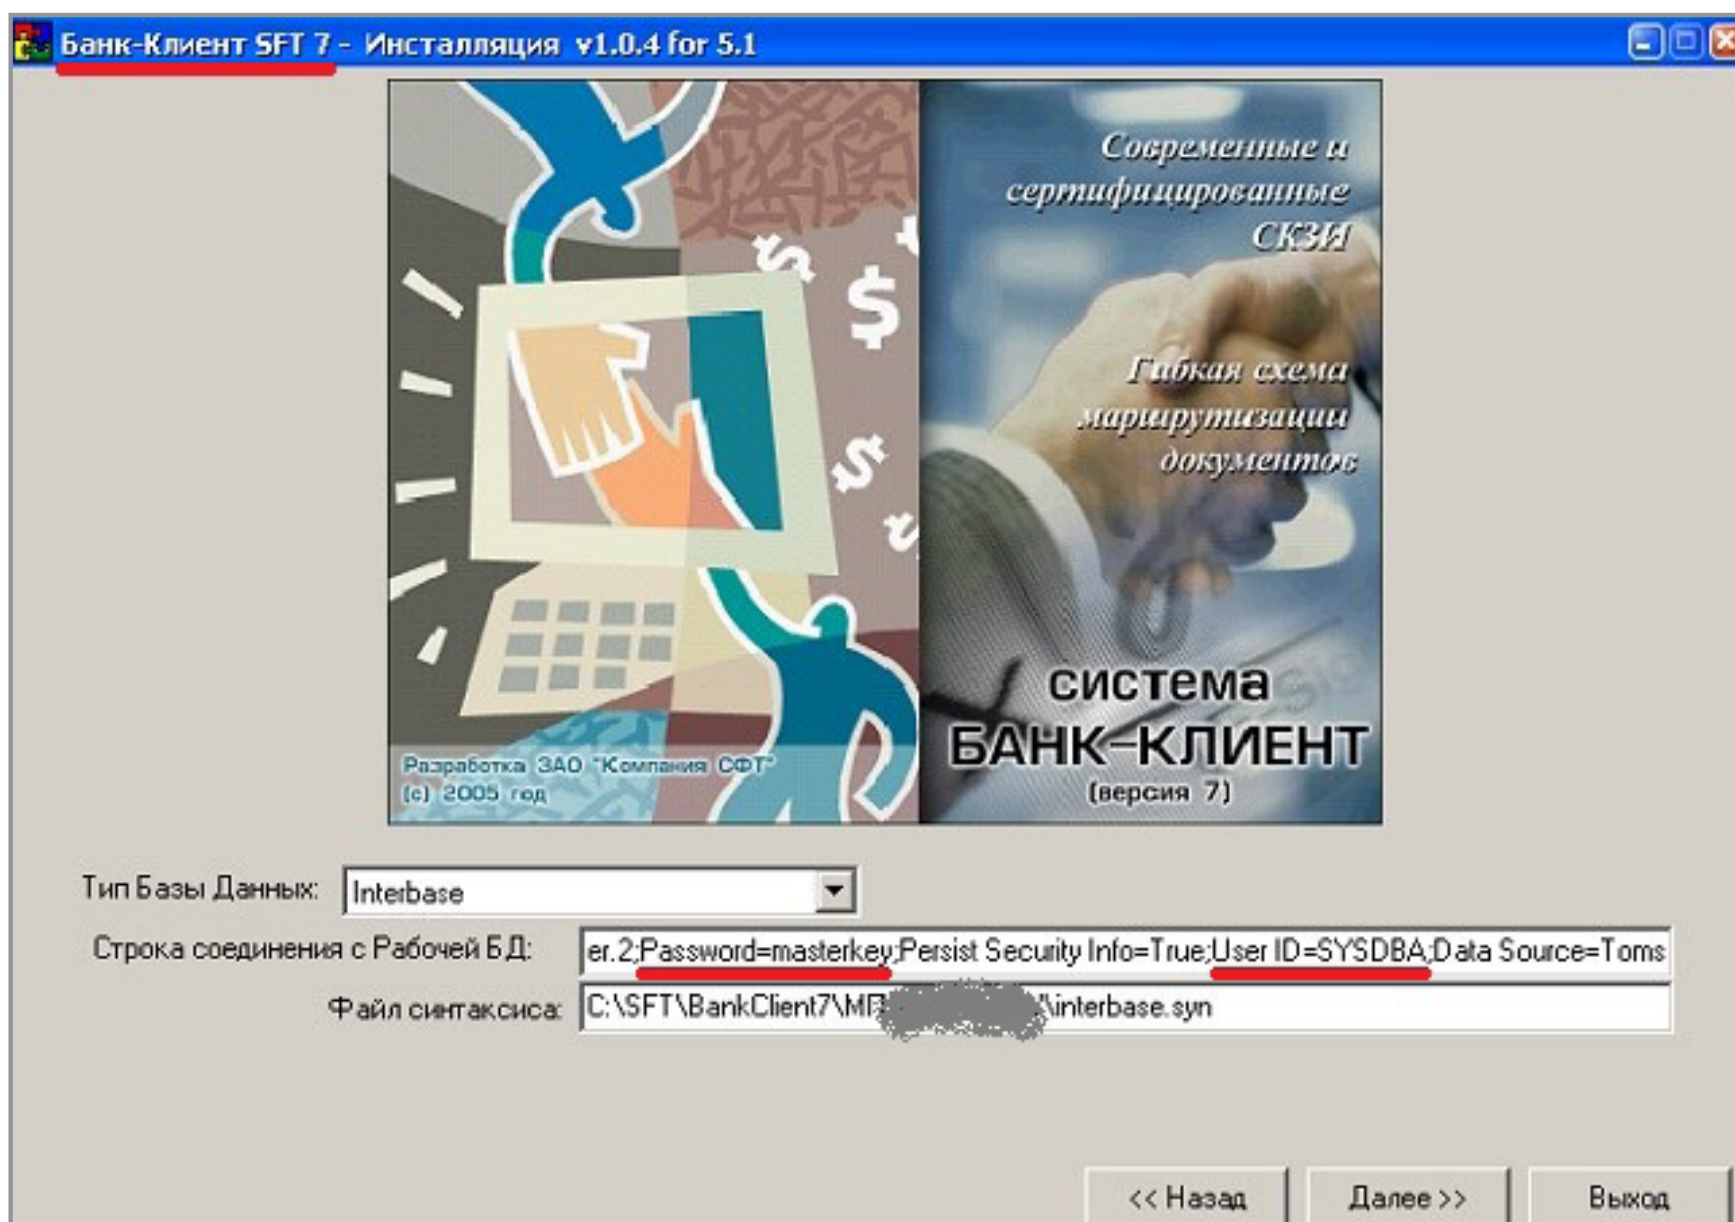 Банк-Клиент SFT 7 - Инсталляция v1.0.4 for 5.1
Современные и
сертифицированные
СКЗИ
Гибкая схема
маршрутизации
документов
система
БАНК-КЛИЕНТ
(версия 7)
Разработка ЗАО "Компания СФТ"
(c) 2005 год
Тип Базы Данных: Interbase
Строка соединения с Рабочей БД: er.2;Password=masterkey;Persist Security Info=True;User ID=SYSDBA;Data Source=Toms
Файл синтаксиса: C:\SFT\BankClient7\МП \interbase.syn
<< Назад Далее >> Выход